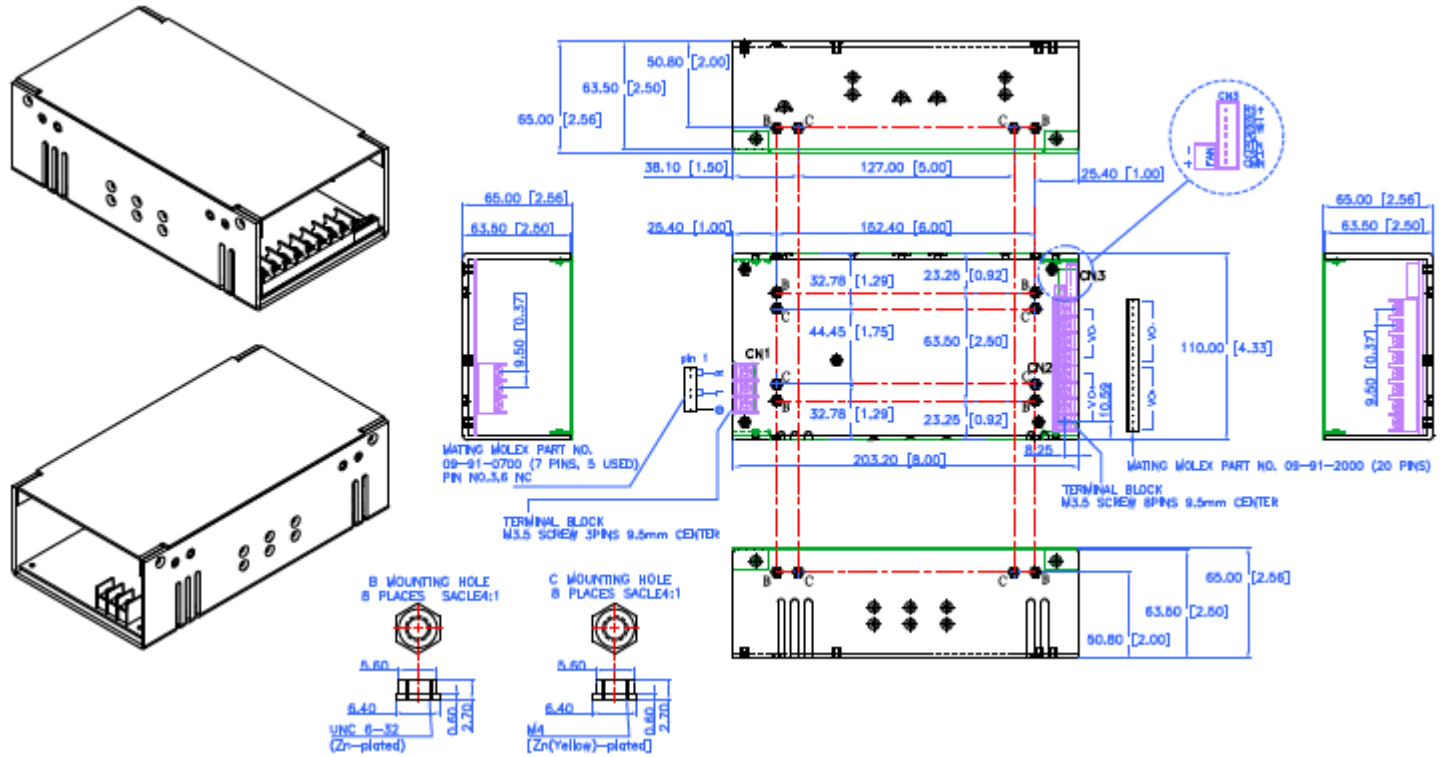 50.80 [2.00]
63.50 [2.50]
65.00 [2.56]
B
C
C
B
38.10 [1.50]
127.00 [5.00]
25.40 [1.00]
CN3
FAN
+ -
65.00 [2.56]
63.50 [2.50]
9.50 [0.37]
25.40 [1.00]
152.40 [6.00]
32.78 [1.29]
23.25 [0.92]
B
B
C
C
44.45 [1.75]
63.50 [2.50]
CN3
CN1
CN2
C
C
B
B
32.78 [1.29]
23.25 [0.92]
203.20 [8.00]
VO-
VO+
10.59
8.25
VO-
VO+
110.00 [4.33]
65.00 [2.56]
63.50 [2.50]
9.50 [0.37]
pin 1
N
L
MATING MOLEX PART NO.
09-91-0700 (7 PINS, 5 USED)
PIN NO.3,6 NC
TERMINAL BLOCK
M3.5 SCREW 3PINS 9.5mm CENTER
MATING MOLEX PART NO. 09-91-2000 (20 PINS)
TERMINAL BLOCK
M3.5 SCREW 8PINS 9.5mm CENTER
B
C
C
B
65.00 [2.56]
63.50 [2.50]
50.80 [2.00]
B MOUNTING HOLE
8 PLACES SACLE4:1
5.60
6.40
0.60
2.70
UNC 6-32
(Zn-plated)
C MOUNTING HOLE
8 PLACES SACLE4:1
5.60
6.40
0.60
2.70
M4
[Zn(Yellow)-plated]